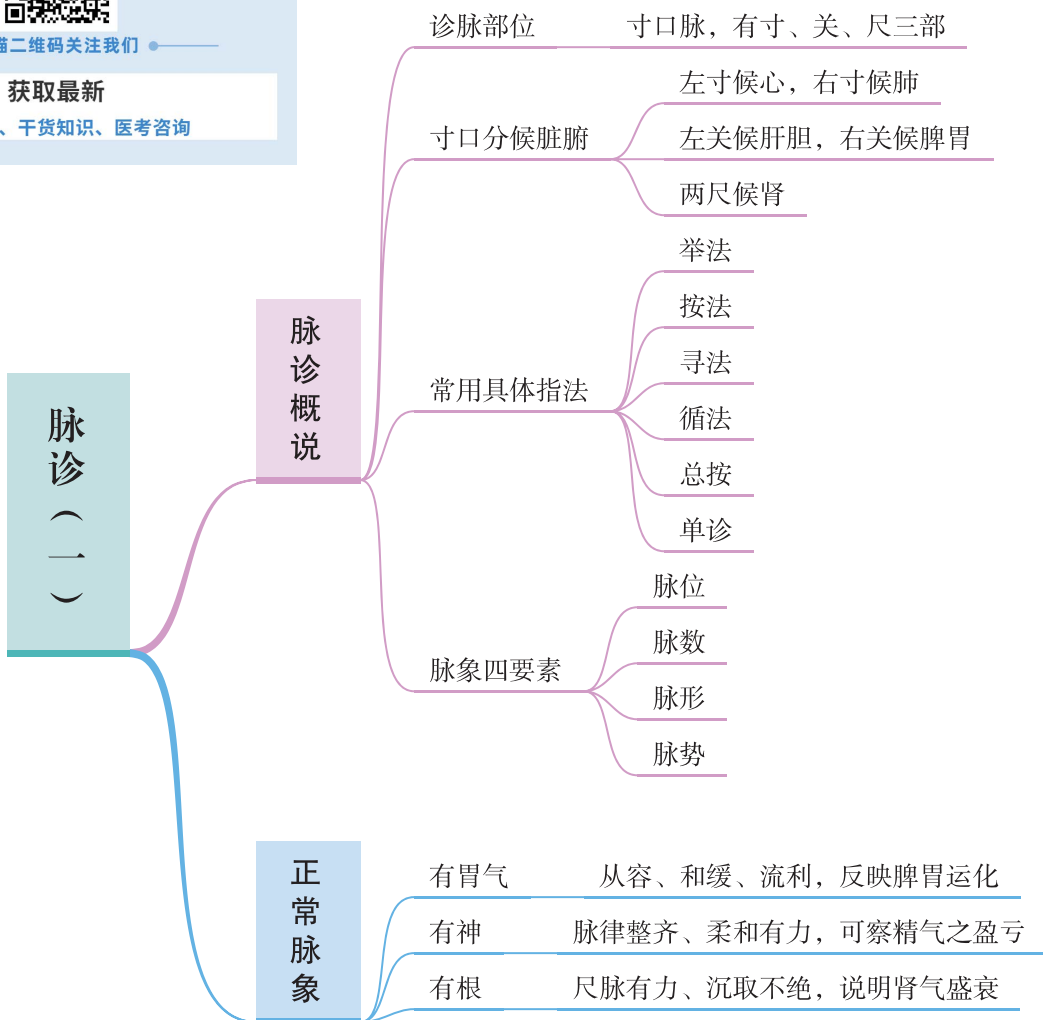 描二维码关注我们
获取最新
、干货知识、医考咨询
脉诊（一）
脉诊概说
诊脉部位
寸口脉，有寸、关、尺三部
寸口分候脏腑
左寸候心，右寸候肺
左关候肝胆，右关候脾胃
两尺候肾
常用具体指法
举法
按法
寻法
循法
总按
单诊
脉象四要素
脉位
脉数
脉形
脉势
正常脉象
有胃气
从容、和缓、流利，反映脾胃运化
有神
脉律整齐、柔和有力，可察精气之盈亏
有根
尺脉有力、沉取不绝，说明肾气盛衰